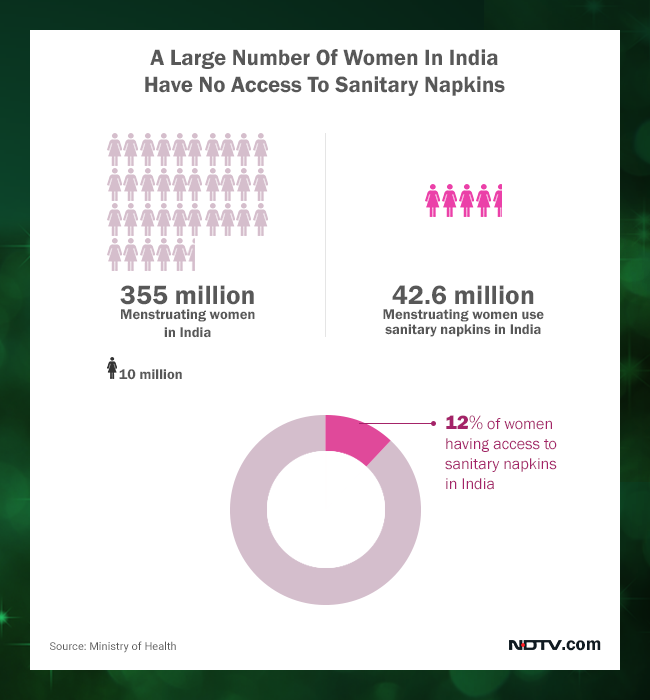 A Large Number Of Women In India
Have No Access To Sanitary Napkins
355 million
Menstruating women
in India
42.6 million
Menstruating women use
sanitary napkins in India
10 million
12% of women
having access to
sanitary napkins
in India
Source: Ministry of Health
NDTV.com